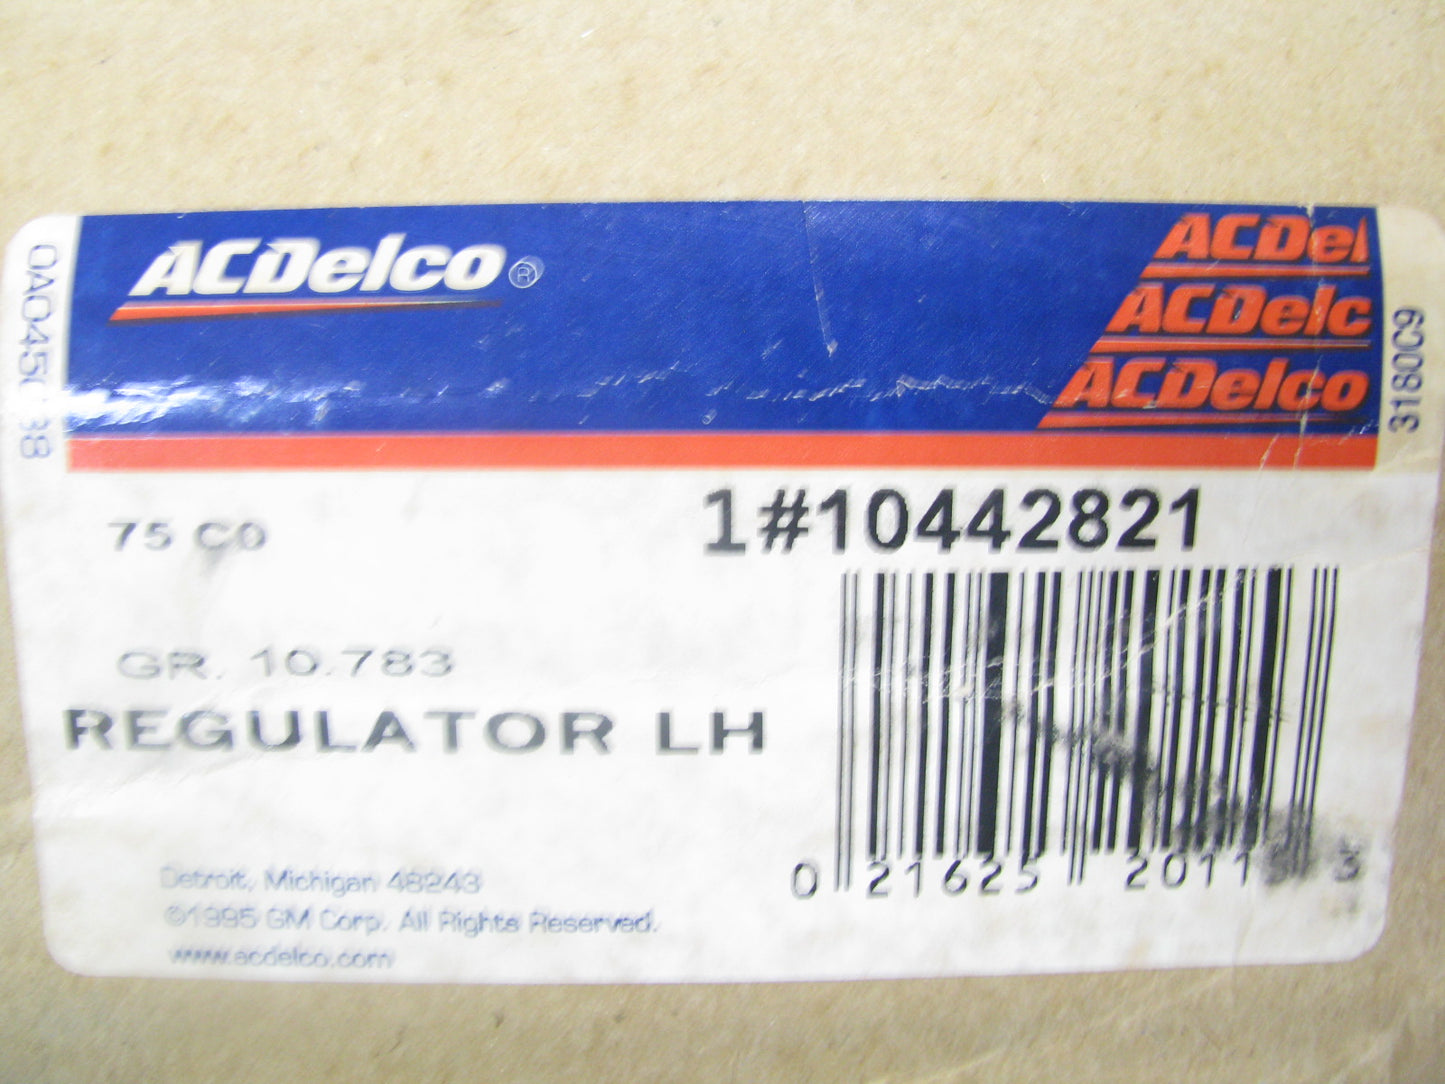 ACDelco®
ACDel
ACDelc
ACDelco
3180C9
75 C0
1#10442821
GR. 10.783
REGULATOR LH
0 21625 2011 3
Detroit, Michigan 48243
©1995 GM Corp. All Rights Reserved.
www.acdelco.com